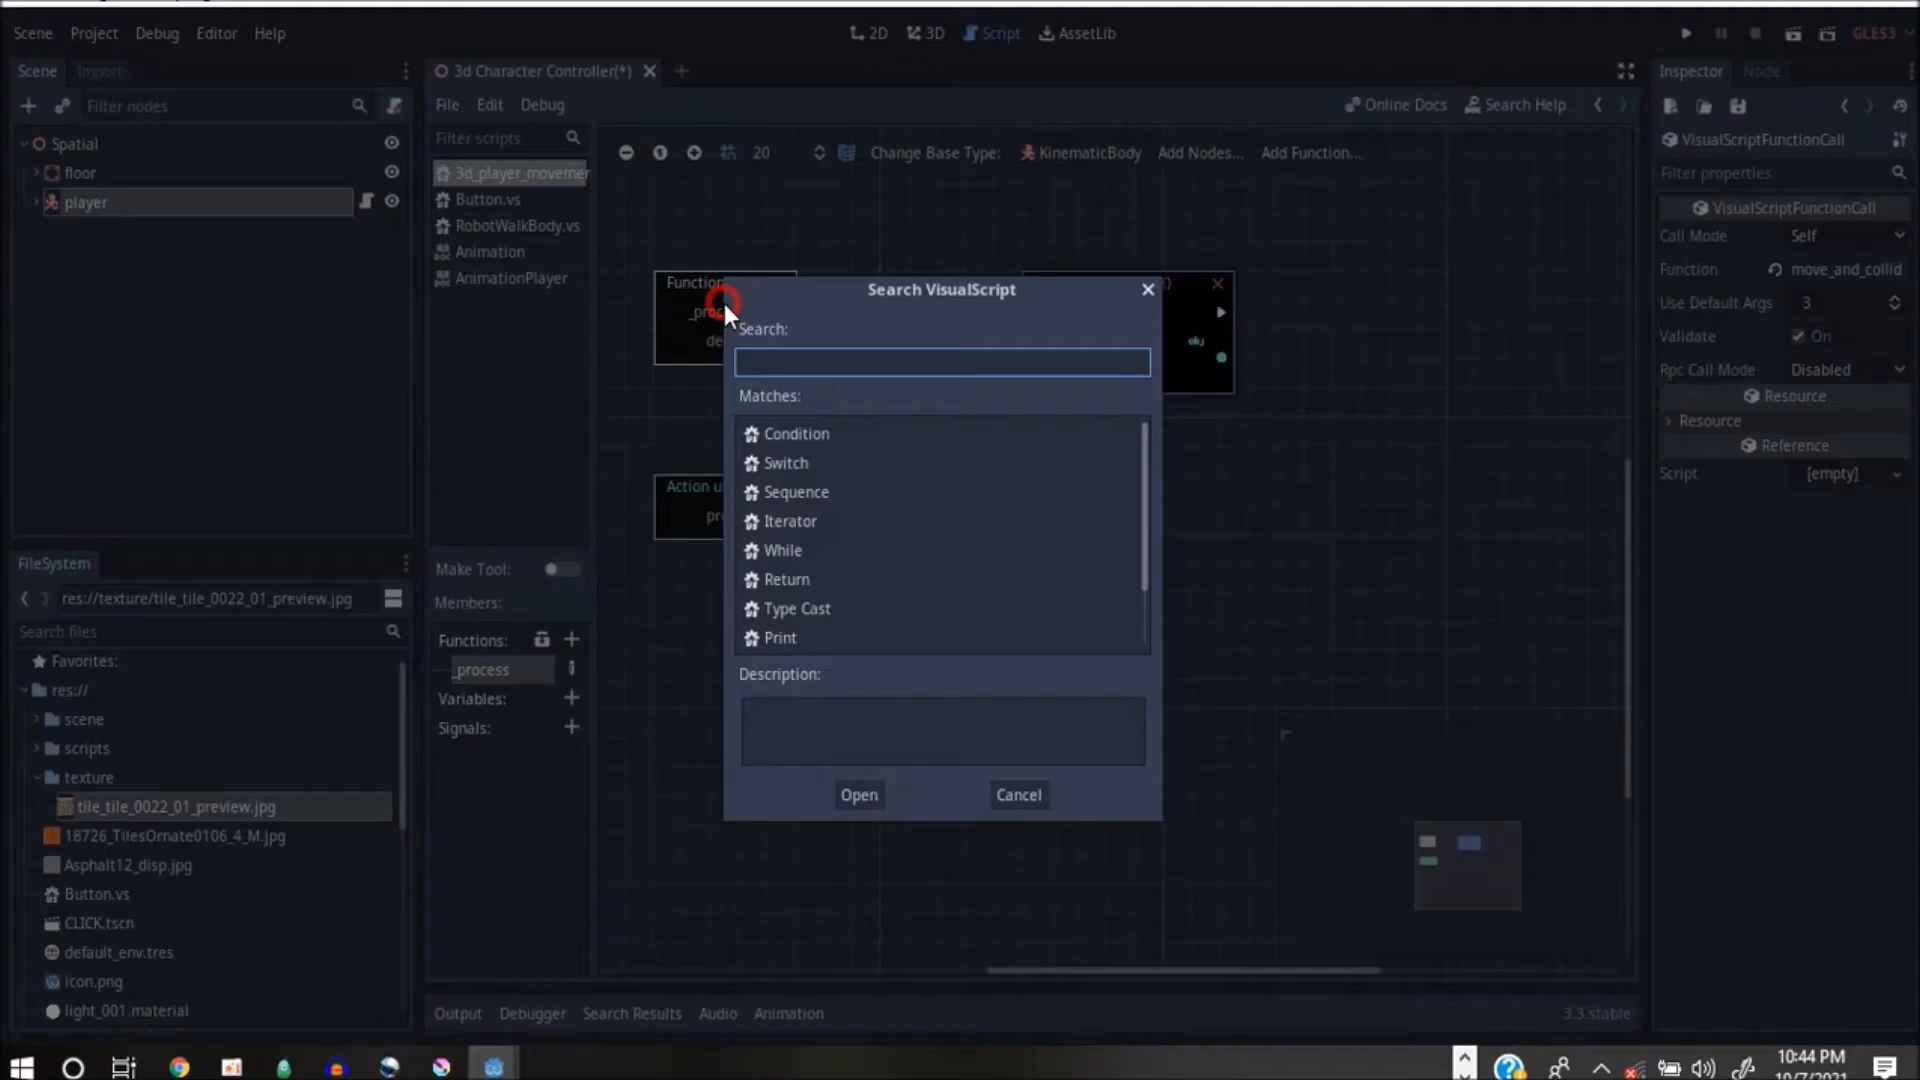 Scene Project Debug Editor Help
2D 3D Script AssetLib
GLES3
Scene Import
3d Character Controller(*)
Inspector Node
Filter nodes
File Edit Debug
Online Docs Search Help
Filter scripts
Spatial
floor
player
3d_player_movemer
Button.vs
RobotWalkBody.vs
Animation
AnimationPlayer
20 Change Base Type: KinematicBody Add Nodes... Add Function...
VisualScriptFunctionCall
Filter properties
VisualScriptFunctionCall
Call Mode Self
Function move_and_collid
Use Default Args 3
Validate On
Rpc Call Mode Disabled
Resource
Resource
Reference
Script [empty]
Function
_proc
de
obj
Action u
pr
Search VisualScript
Search:
Matches:
Condition
Switch
Sequence
Iterator
While
Return
Type Cast
Print
Description:
Open Cancel
Make Tool:
Members:
Functions:
_process
Variables:
Signals:
FileSystem
res://texture/tile_tile_0022_01_preview.jpg
Search files
Favorites:
res://
scene
scripts
texture
tile_tile_0022_01_preview.jpg
18726_TilesOrnate0106_4_M.jpg
Asphalt12_disp.jpg
Button.vs
CLICK.tscn
default_env.tres
icon.png
light_001.material
Output Debugger Search Results Audio Animation
3.3.stable
10:44 PM
10/7/2021